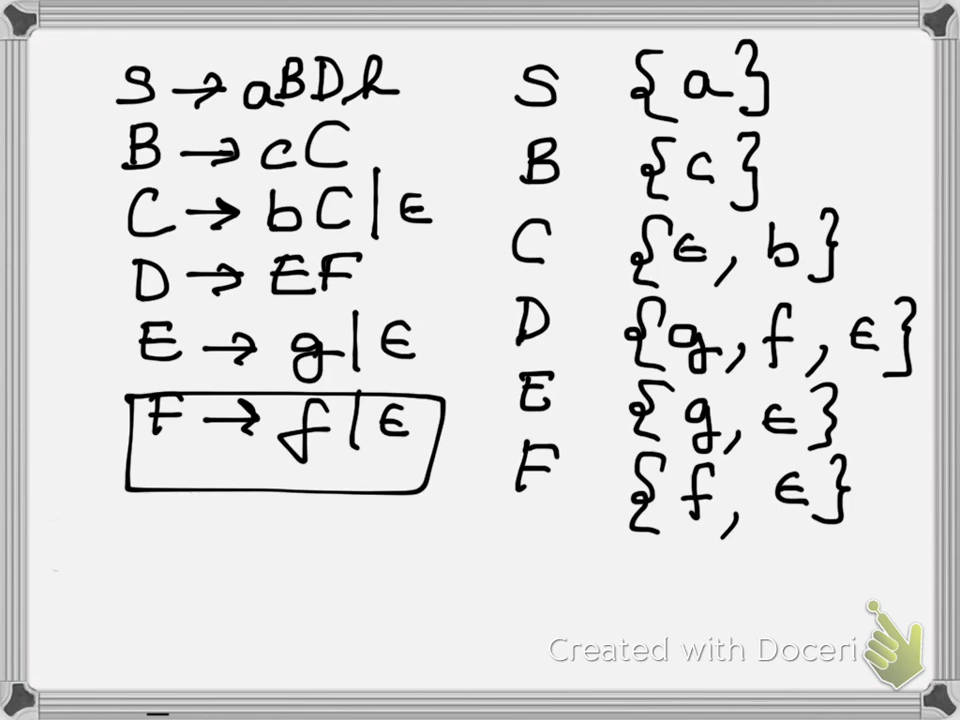 S → aBDh S {a}
B → cC B {c}
C → bC | ε C {ε, b}
D → EF D {g, f, ε}
E → g | ε E {g, ε}
F → f | ε F {f, ε}
Created with Doceri